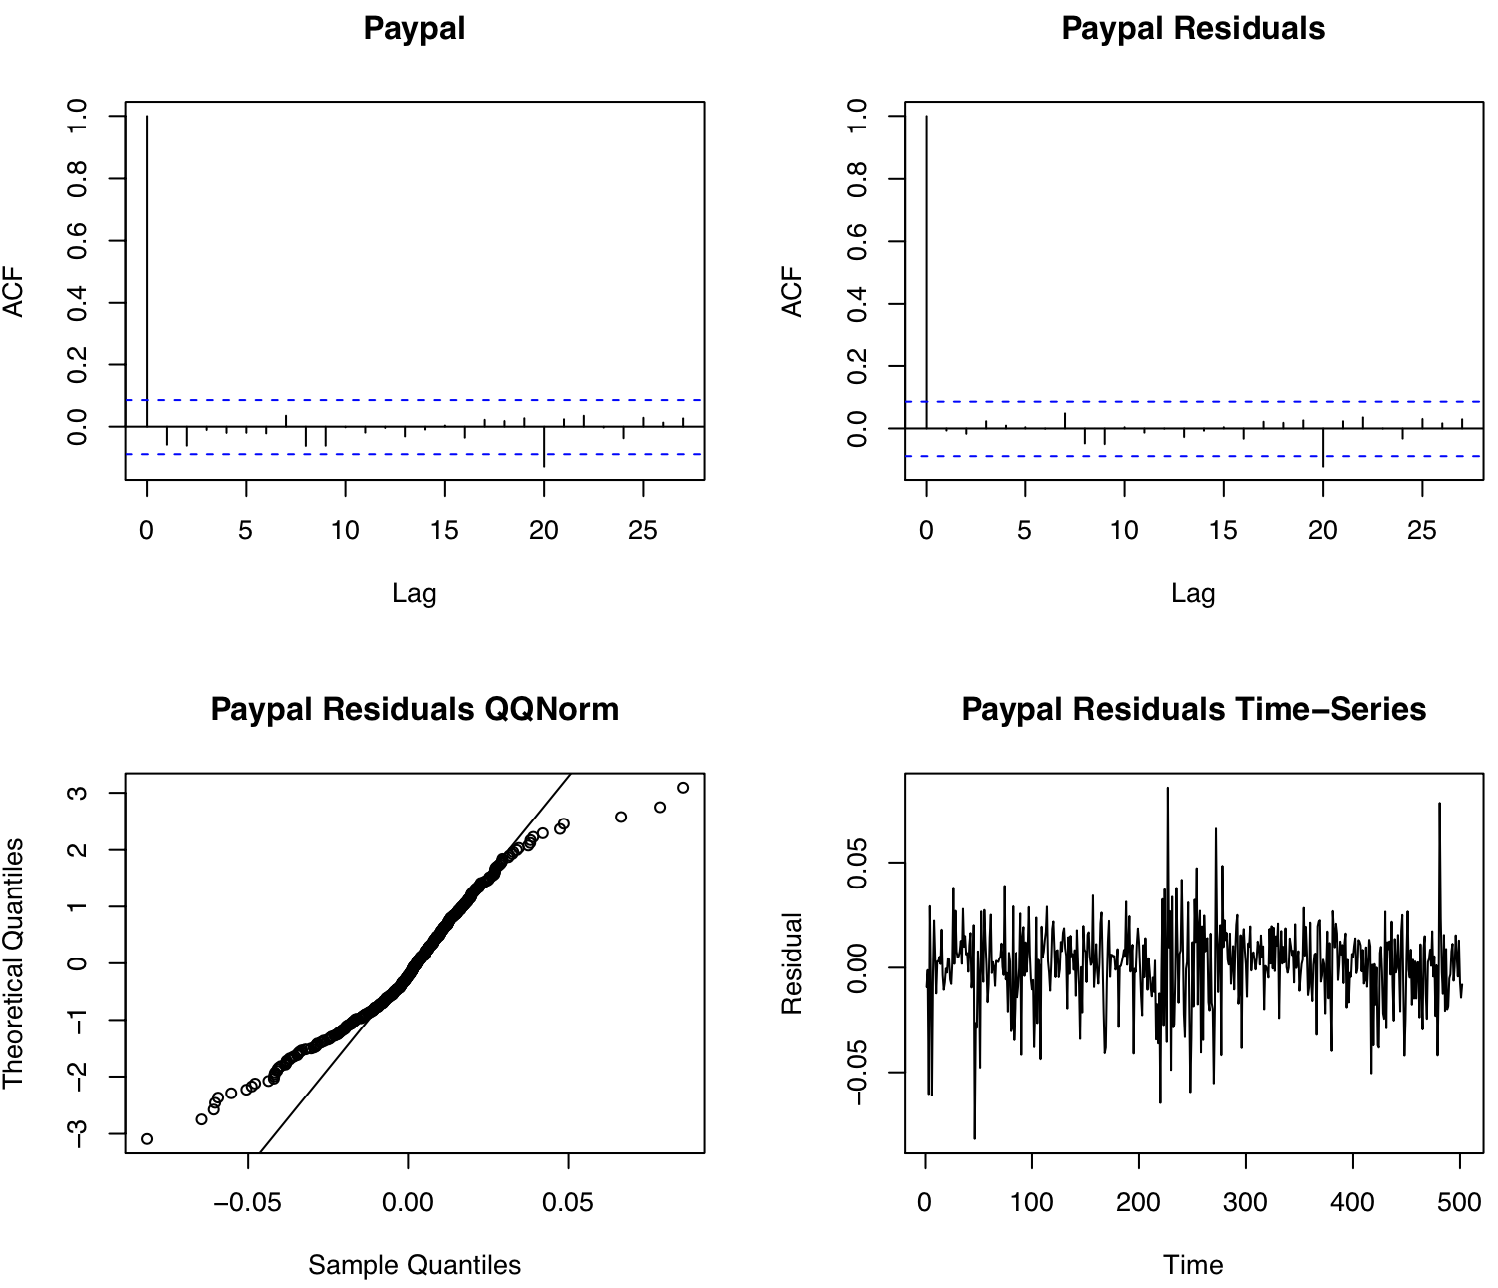 Paypal
ACF
1.0
0.8
0.6
0.4
0.2
0.0
0 5 10 15 20 25
Lag
Paypal Residuals
ACF
1.0
0.8
0.6
0.4
0.2
0.0
0 5 10 15 20 25
Lag
Paypal Residuals QQNorm
Theoretical Quantiles
3
2
1
0
−1
−2
−3
−0.05 0.00 0.05
Sample Quantiles
Paypal Residuals Time−Series
Residual
0.05
0.00
−0.05
0 100 200 300 400 500
Time